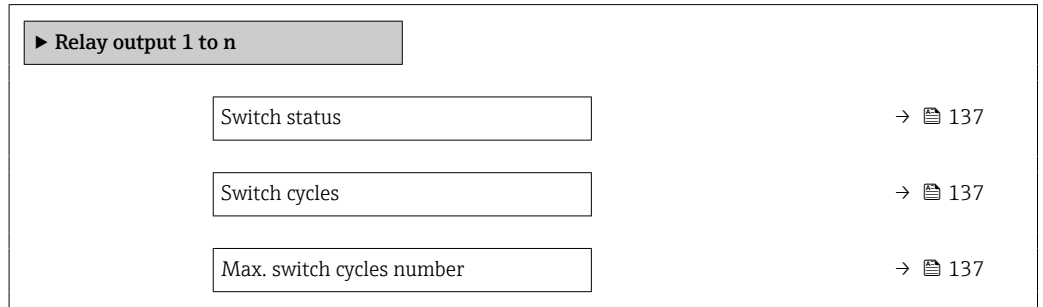 ► Relay output 1 to n
Switch status → 137
Switch cycles → 137
Max. switch cycles number → 137